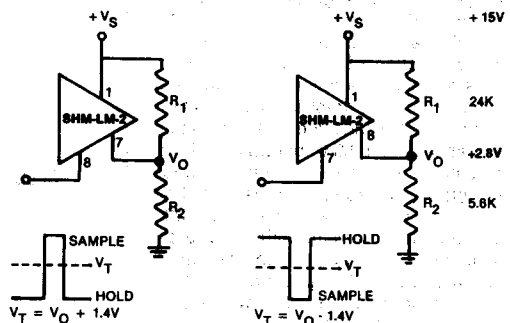 + VS
1
SHM-LM-2
7
8
R1
VO
R2
SAMPLE
VT
HOLD
VT = VO + 1.4V
+ VS
1
SHM-LM-2
8
7
R1
VO
R2
HOLD
VT
SAMPLE
VT = VO - 1.4V
+ 15V
24K
+2.8V
5.6K